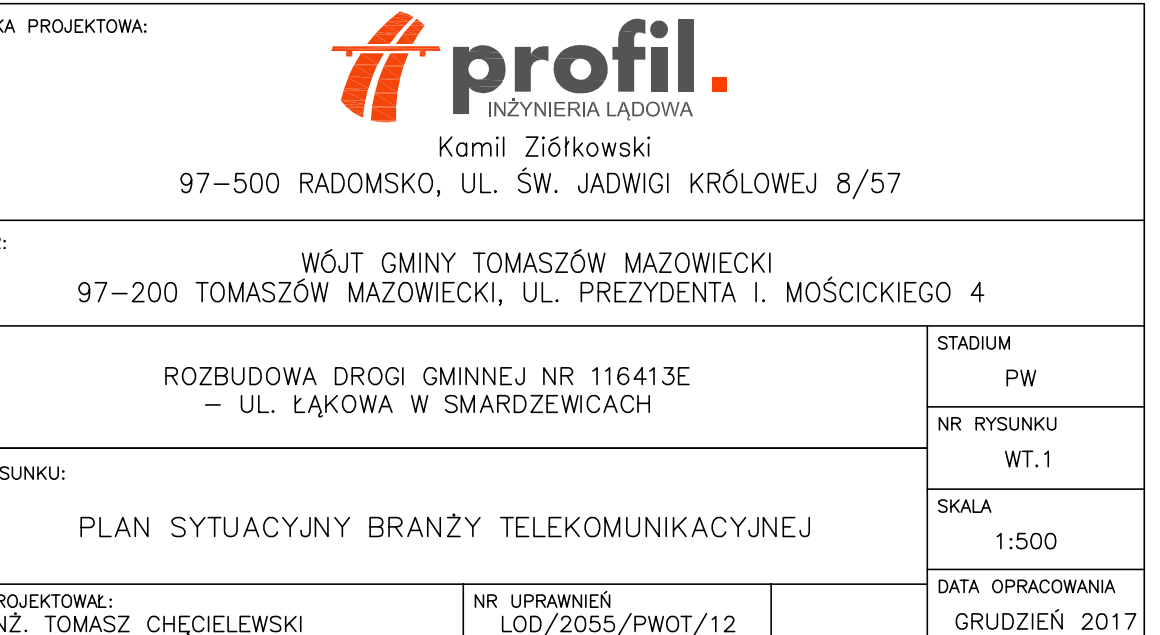 KA PROJEKTOWA:
profil.
INŻYNIERIA LĄDOWA
Kamil Ziółkowski
97-500 RADOMSKO, UL. ŚW. JADWIGI KRÓLOWEJ 8/57
WÓJT GMINY TOMASZÓW MAZOWIECKI
97-200 TOMASZÓW MAZOWIECKI, UL. PREZYDENTA I. MOŚCICKIEGO 4
ROZBUDOWA DROGI GMINNEJ NR 116413E
- UL. ŁĄKOWA W SMARDZEWICACH
STADIUM
PW
NR RYSUNKU
WT.1
SUNKU:
PLAN SYTUACYJNY BRANŻY TELEKOMUNIKACYJNEJ
SKALA
1:500
DATA OPRACOWANIA
GRUDZIEŃ 2017
ROJEKTOWAŁ:
NŻ. TOMASZ CHĘCIELEWSKI
NR UPRAWNIEŃ
LOD/2055/PWOT/12